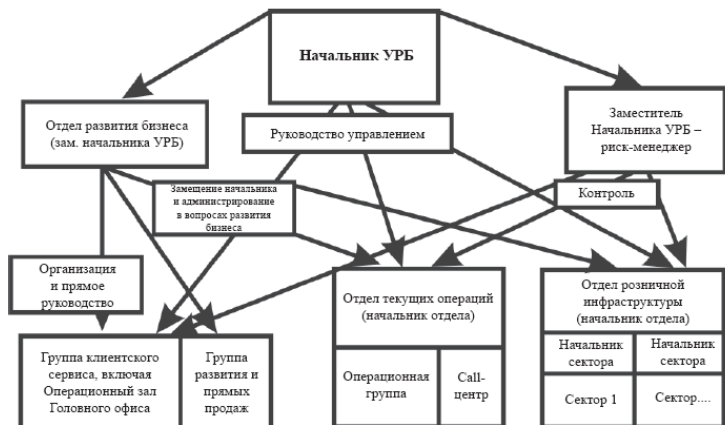 Начальник УРБ
Отдел развития бизнеса
(зам. начальника УРБ)
Руководство управлением
Заместитель
Начальника УРБ –
риск-менеджер
Замещение начальника
и администрирование
в вопросах развития
бизнеса
Контроль
Организация
и прямое
руководство
Отдел текущих операций
(начальник отдела)
Отдел розничной
инфраструктуры
(начальник отдела)
Группа клиентского
сервиса, включая
Операционный зал
Головного офиса
Группа
развития и
прямых
продаж
Операционная
группа
Call-
центр
Начальник
сектора
Начальник
сектора
Сектор 1
Сектор....